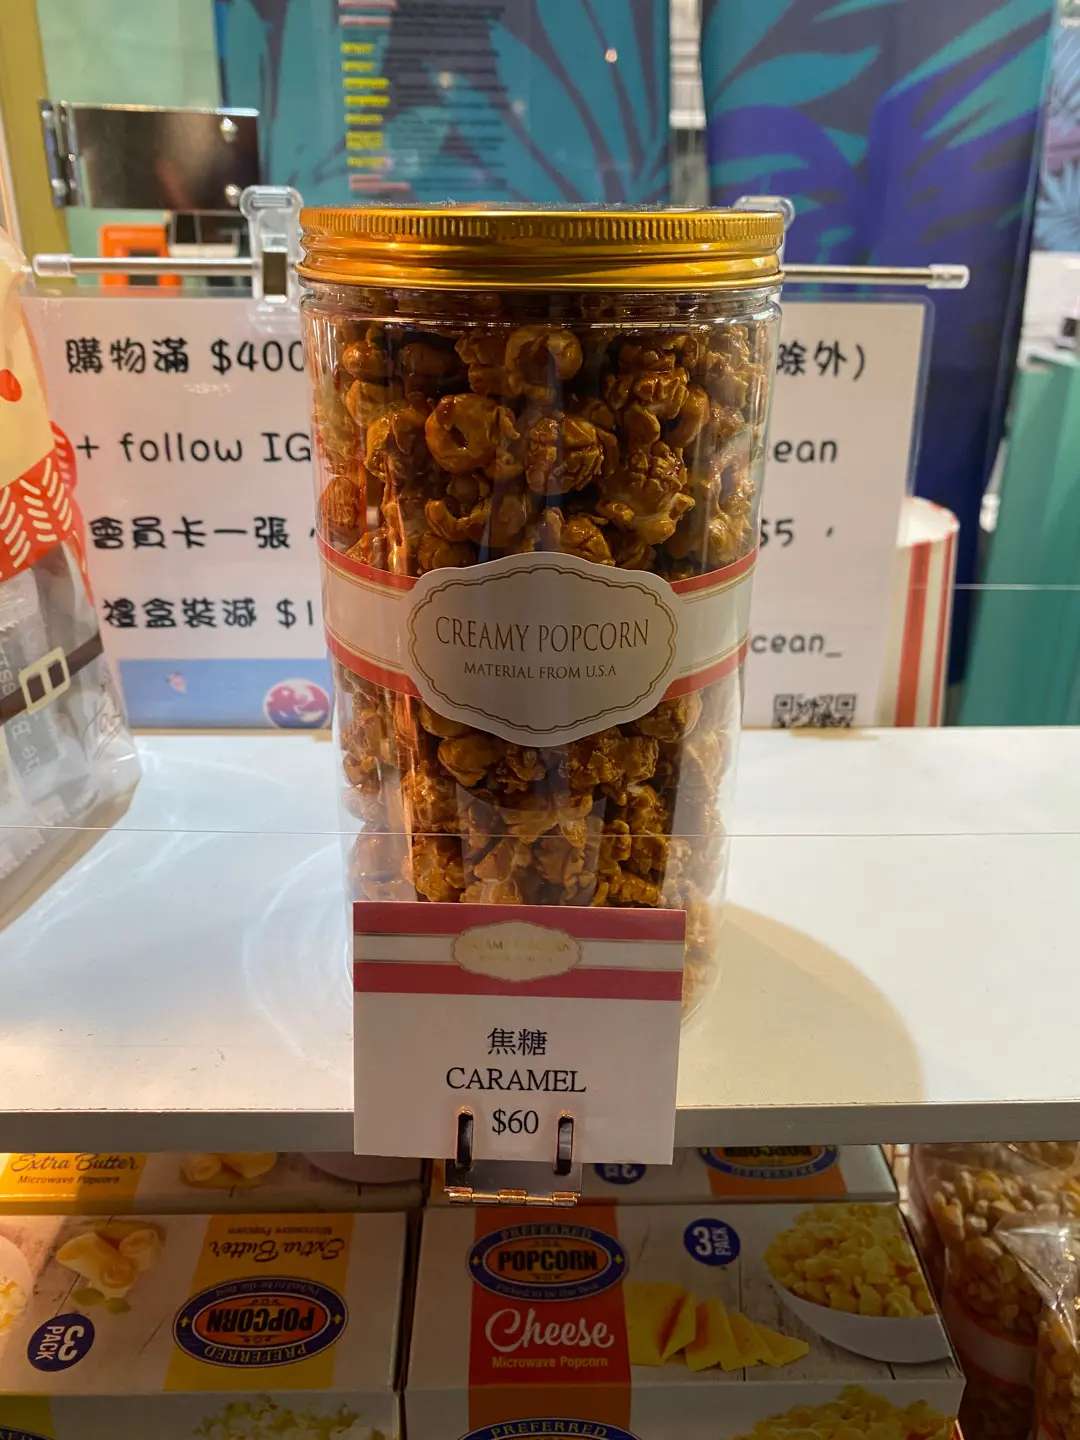 購物滿 $400
除外)
+ follow IG
ean
會員卡一張
$5，
禮盒裝減 $1
cean_
CREAMY POPCORN
MATERIAL FROM U.S.A
焦糖
CARAMEL
$60
Extra Butter
Microwave Popcorn
Extra Butter
Microwave Popcorn
PREFERRED
POPCORN
3 PACK
PREFERRED
POPCORN
3 PACK
Cheese
Microwave Popcorn
PREFERRED